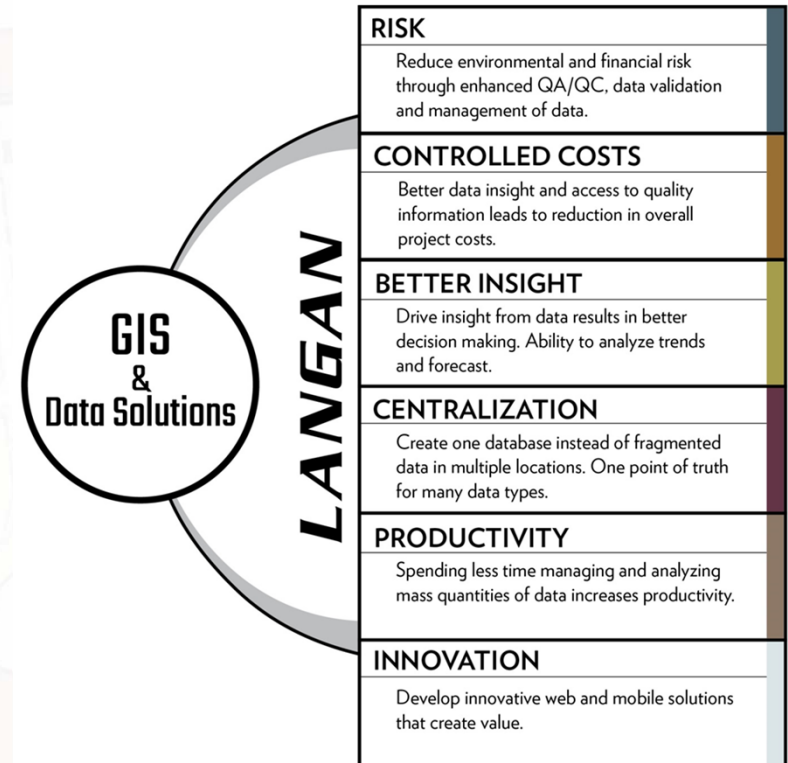 GIS
&
Data Solutions
LANGAN
RISK
Reduce environmental and financial risk
through enhanced QA/QC, data validation
and management of data.
CONTROLLED COSTS
Better data insight and access to quality
information leads to reduction in overall
project costs.
BETTER INSIGHT
Drive insight from data results in better
decision making. Ability to analyze trends
and forecast.
CENTRALIZATION
Create one database instead of fragmented
data in multiple locations. One point of truth
for many data types.
PRODUCTIVITY
Spending less time managing and analyzing
mass quantities of data increases productivity.
INNOVATION
Develop innovative web and mobile solutions
that create value.